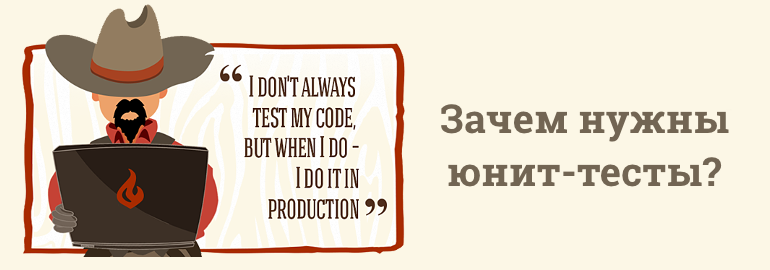 “ I DON'T ALWAYS
TEST MY CODE,
BUT WHEN I DO -
I DO IT IN
PRODUCTION ”
Зачем нужны
юнит-тесты?